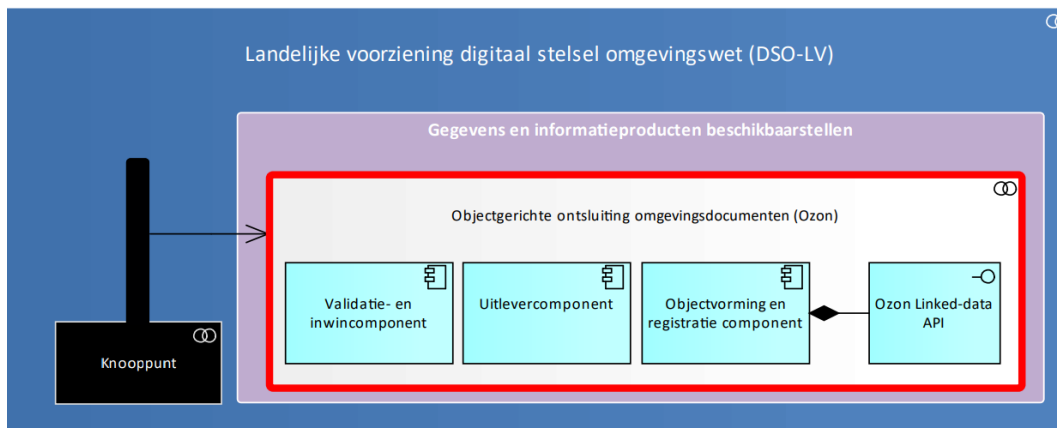 Landelijke voorziening digitaal stelsel omgevingswet (DSO-LV)
Gegevens en informatieproducten beschikbaarstellen
Objectgerichte ontsluiting omgevingsdocumenten (Ozon)
Validatie- en
inwincomponent
Uitlevercomponent
Objectvorming en
registratie component
Ozon Linked-data
API
Knooppunt